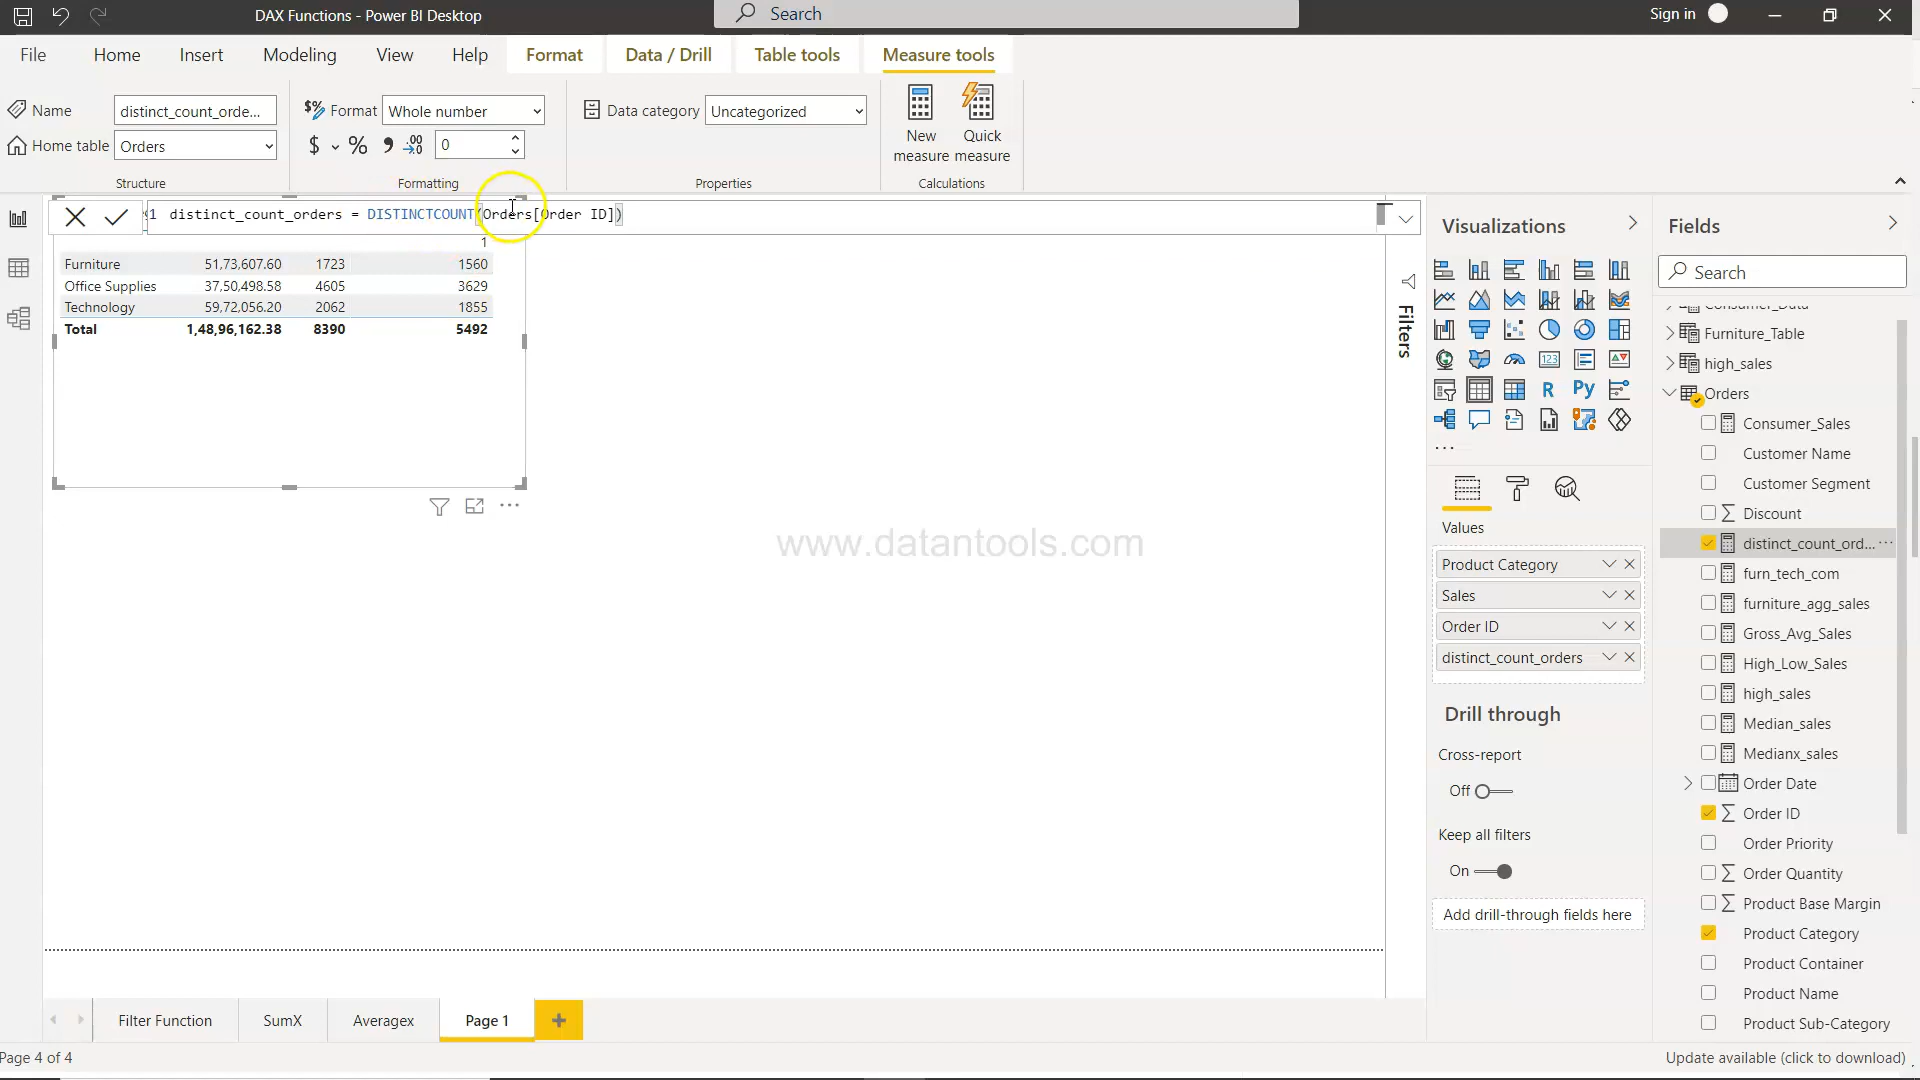 DAX Functions - Power BI Desktop
Search
Sign in
File Home Insert Modeling View Help Format Data / Drill Table tools Measure tools
Name distinct_count_orde...
Home table Orders
Structure
Format Whole number
$ % 0
Formatting
Data category Uncategorized
Properties
New measure
Quick measure
Calculations
1 distinct_count_orders = DISTINCTCOUNT(Orders[Order ID])
1
Furniture 51,73,607.60 1723 1560
Office Supplies 37,50,498.58 4605 3629
Technology 59,72,056.20 2062 1855
Total 1,48,96,162.38 8390 5492
www.datantools.com
Filters
Visualizations
R Py
123
Values
Product Category
Sales
Order ID
distinct_count_orders
Drill through
Cross-report
Off
Keep all filters
On
Add drill-through fields here
Fields
Search
Consumer_Data
Furniture_Table
high_sales
Orders
Consumer_Sales
Customer Name
Customer Segment
Discount
distinct_count_ord...
furn_tech_com
furniture_agg_sales
Gross_Avg_Sales
High_Low_Sales
high_sales
Median_sales
Medianx_sales
Order Date
Order ID
Order Priority
Order Quantity
Product Base Margin
Product Category
Product Container
Product Name
Product Sub-Category
Filter Function SumX Averagex Page 1
Page 4 of 4
Update available (click to download)